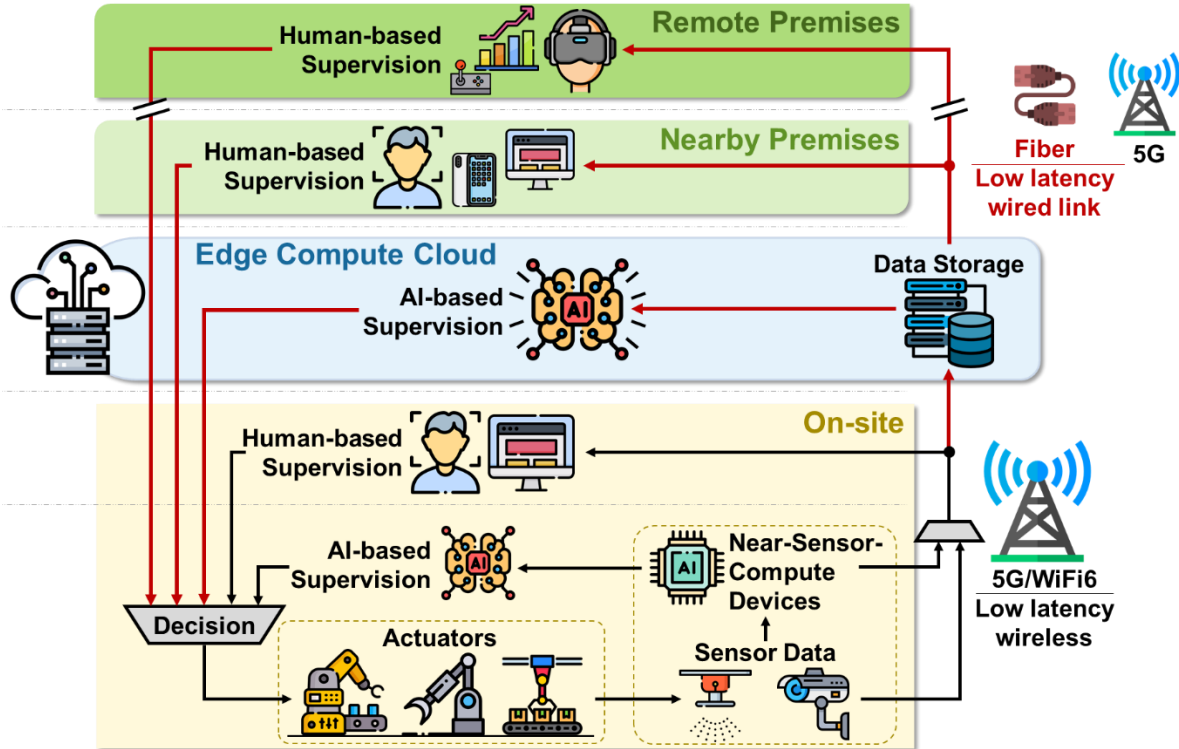 Remote Premises
Human-based
Supervision
Nearby Premises
Human-based
Supervision
Fiber
Low latency
wired link
5G
Edge Compute Cloud
Data Storage
AI-based
Supervision
AI
On-site
Human-based
Supervision
AI-based
Supervision
AI
AI
Near-Sensor-
Compute
Devices
5G/WiFi6
Low latency
wireless
Decision
Actuators
Sensor Data